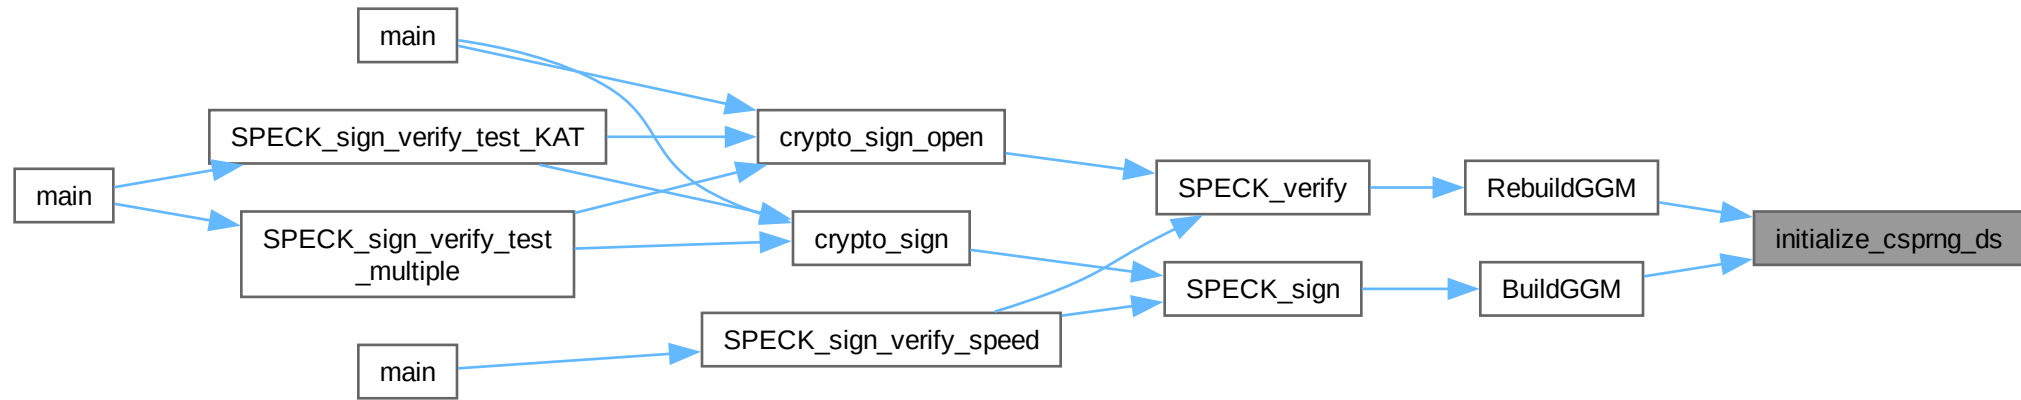 main
SPECK_sign_verify_test_KAT
main
SPECK_sign_verify_test
_multiple
main
crypto_sign_open
crypto_sign
SPECK_sign_verify_speed
SPECK_verify
SPECK_sign
RebuildGGM
BuildGGM
initialize_csprng_ds